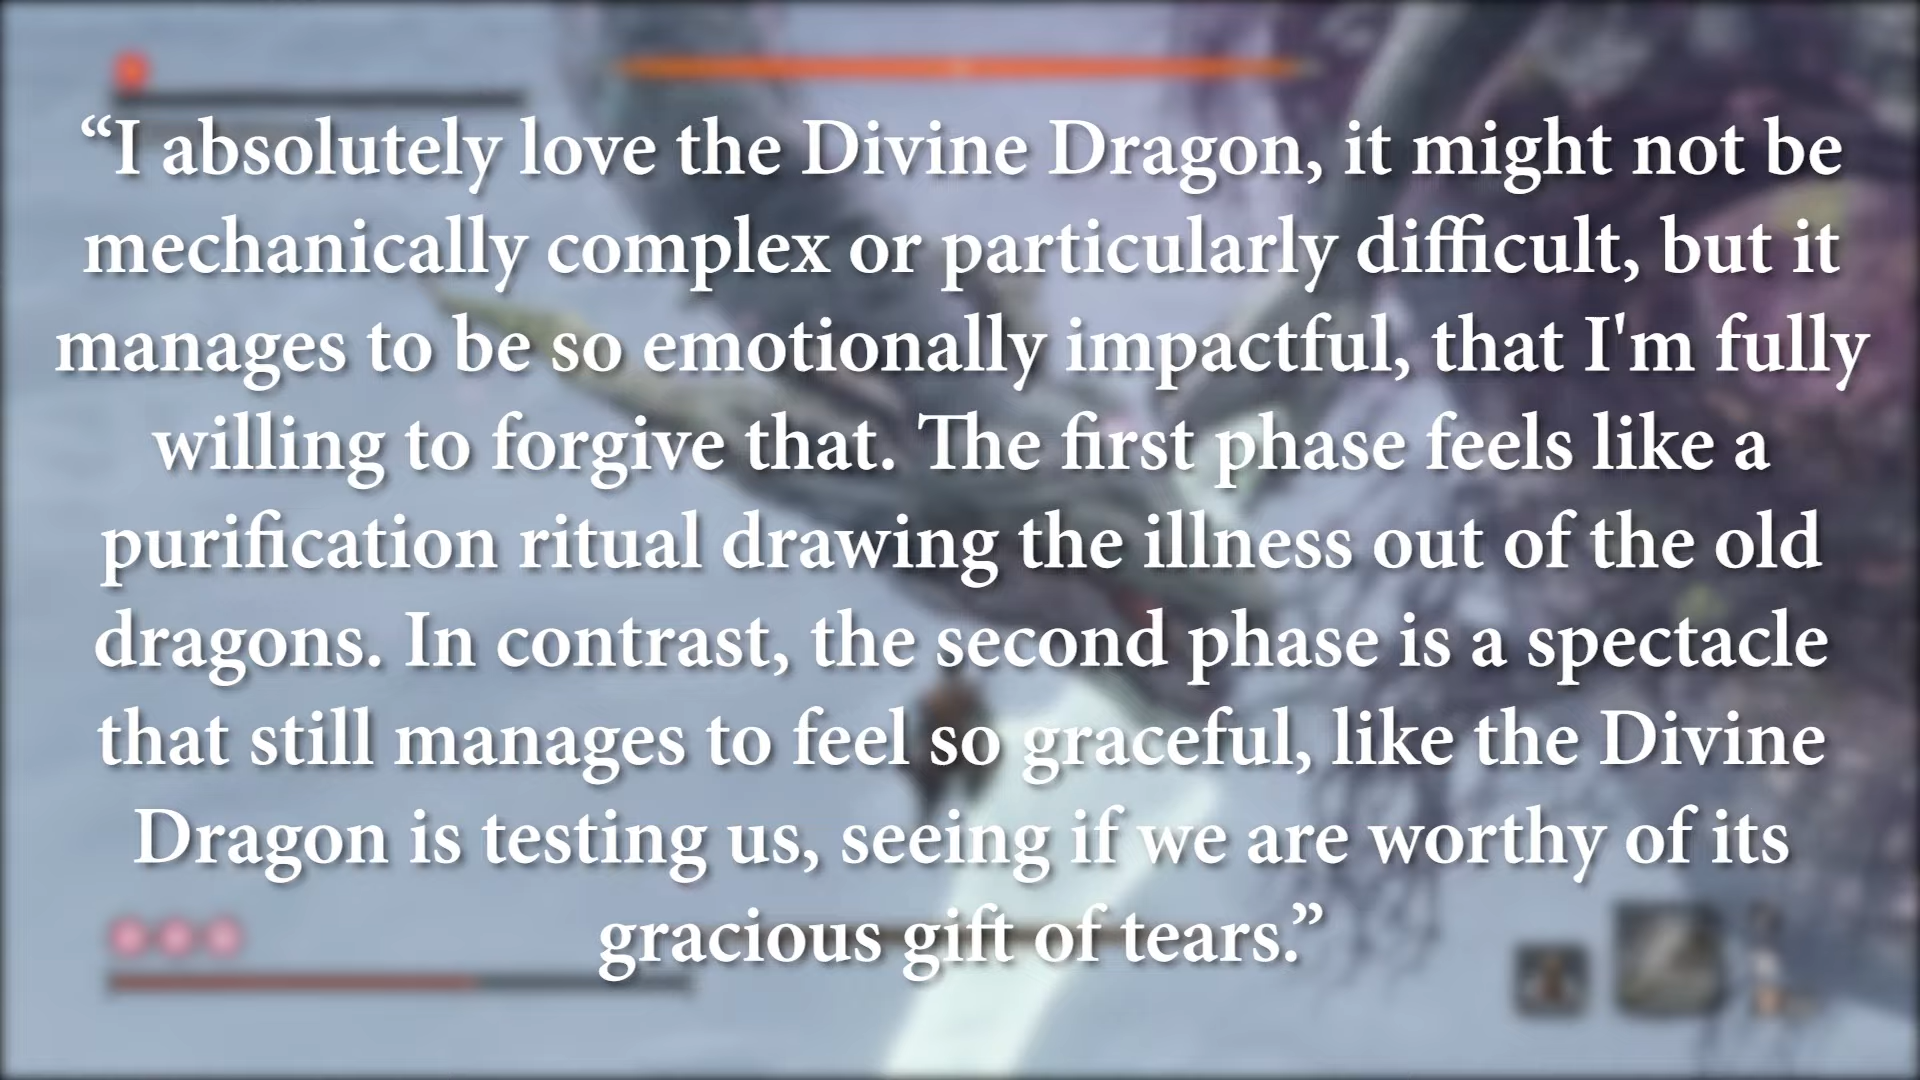 “I absolutely love the Divine Dragon, it might not be
mechanically complex or particularly difficult, but it
manages to be so emotionally impactful, that I'm fully
willing to forgive that. The first phase feels like a
purification ritual drawing the illness out of the old
dragons. In contrast, the second phase is a spectacle
that still manages to feel so graceful, like the Divine
Dragon is testing us, seeing if we are worthy of its
gracious gift of tears.”